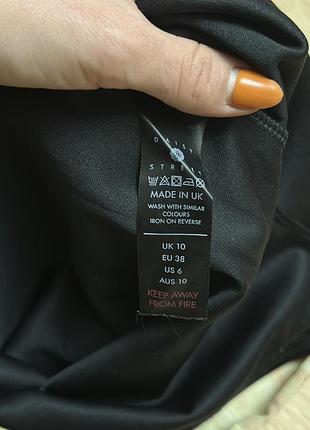 DAISY
STREET
MADE IN UK
WASH WITH SIMILAR
COLOURS
IRON ON REVERSE
UK 10
EU 38
US 6
AUS 10
KEEP AWAY
FROM FIRE